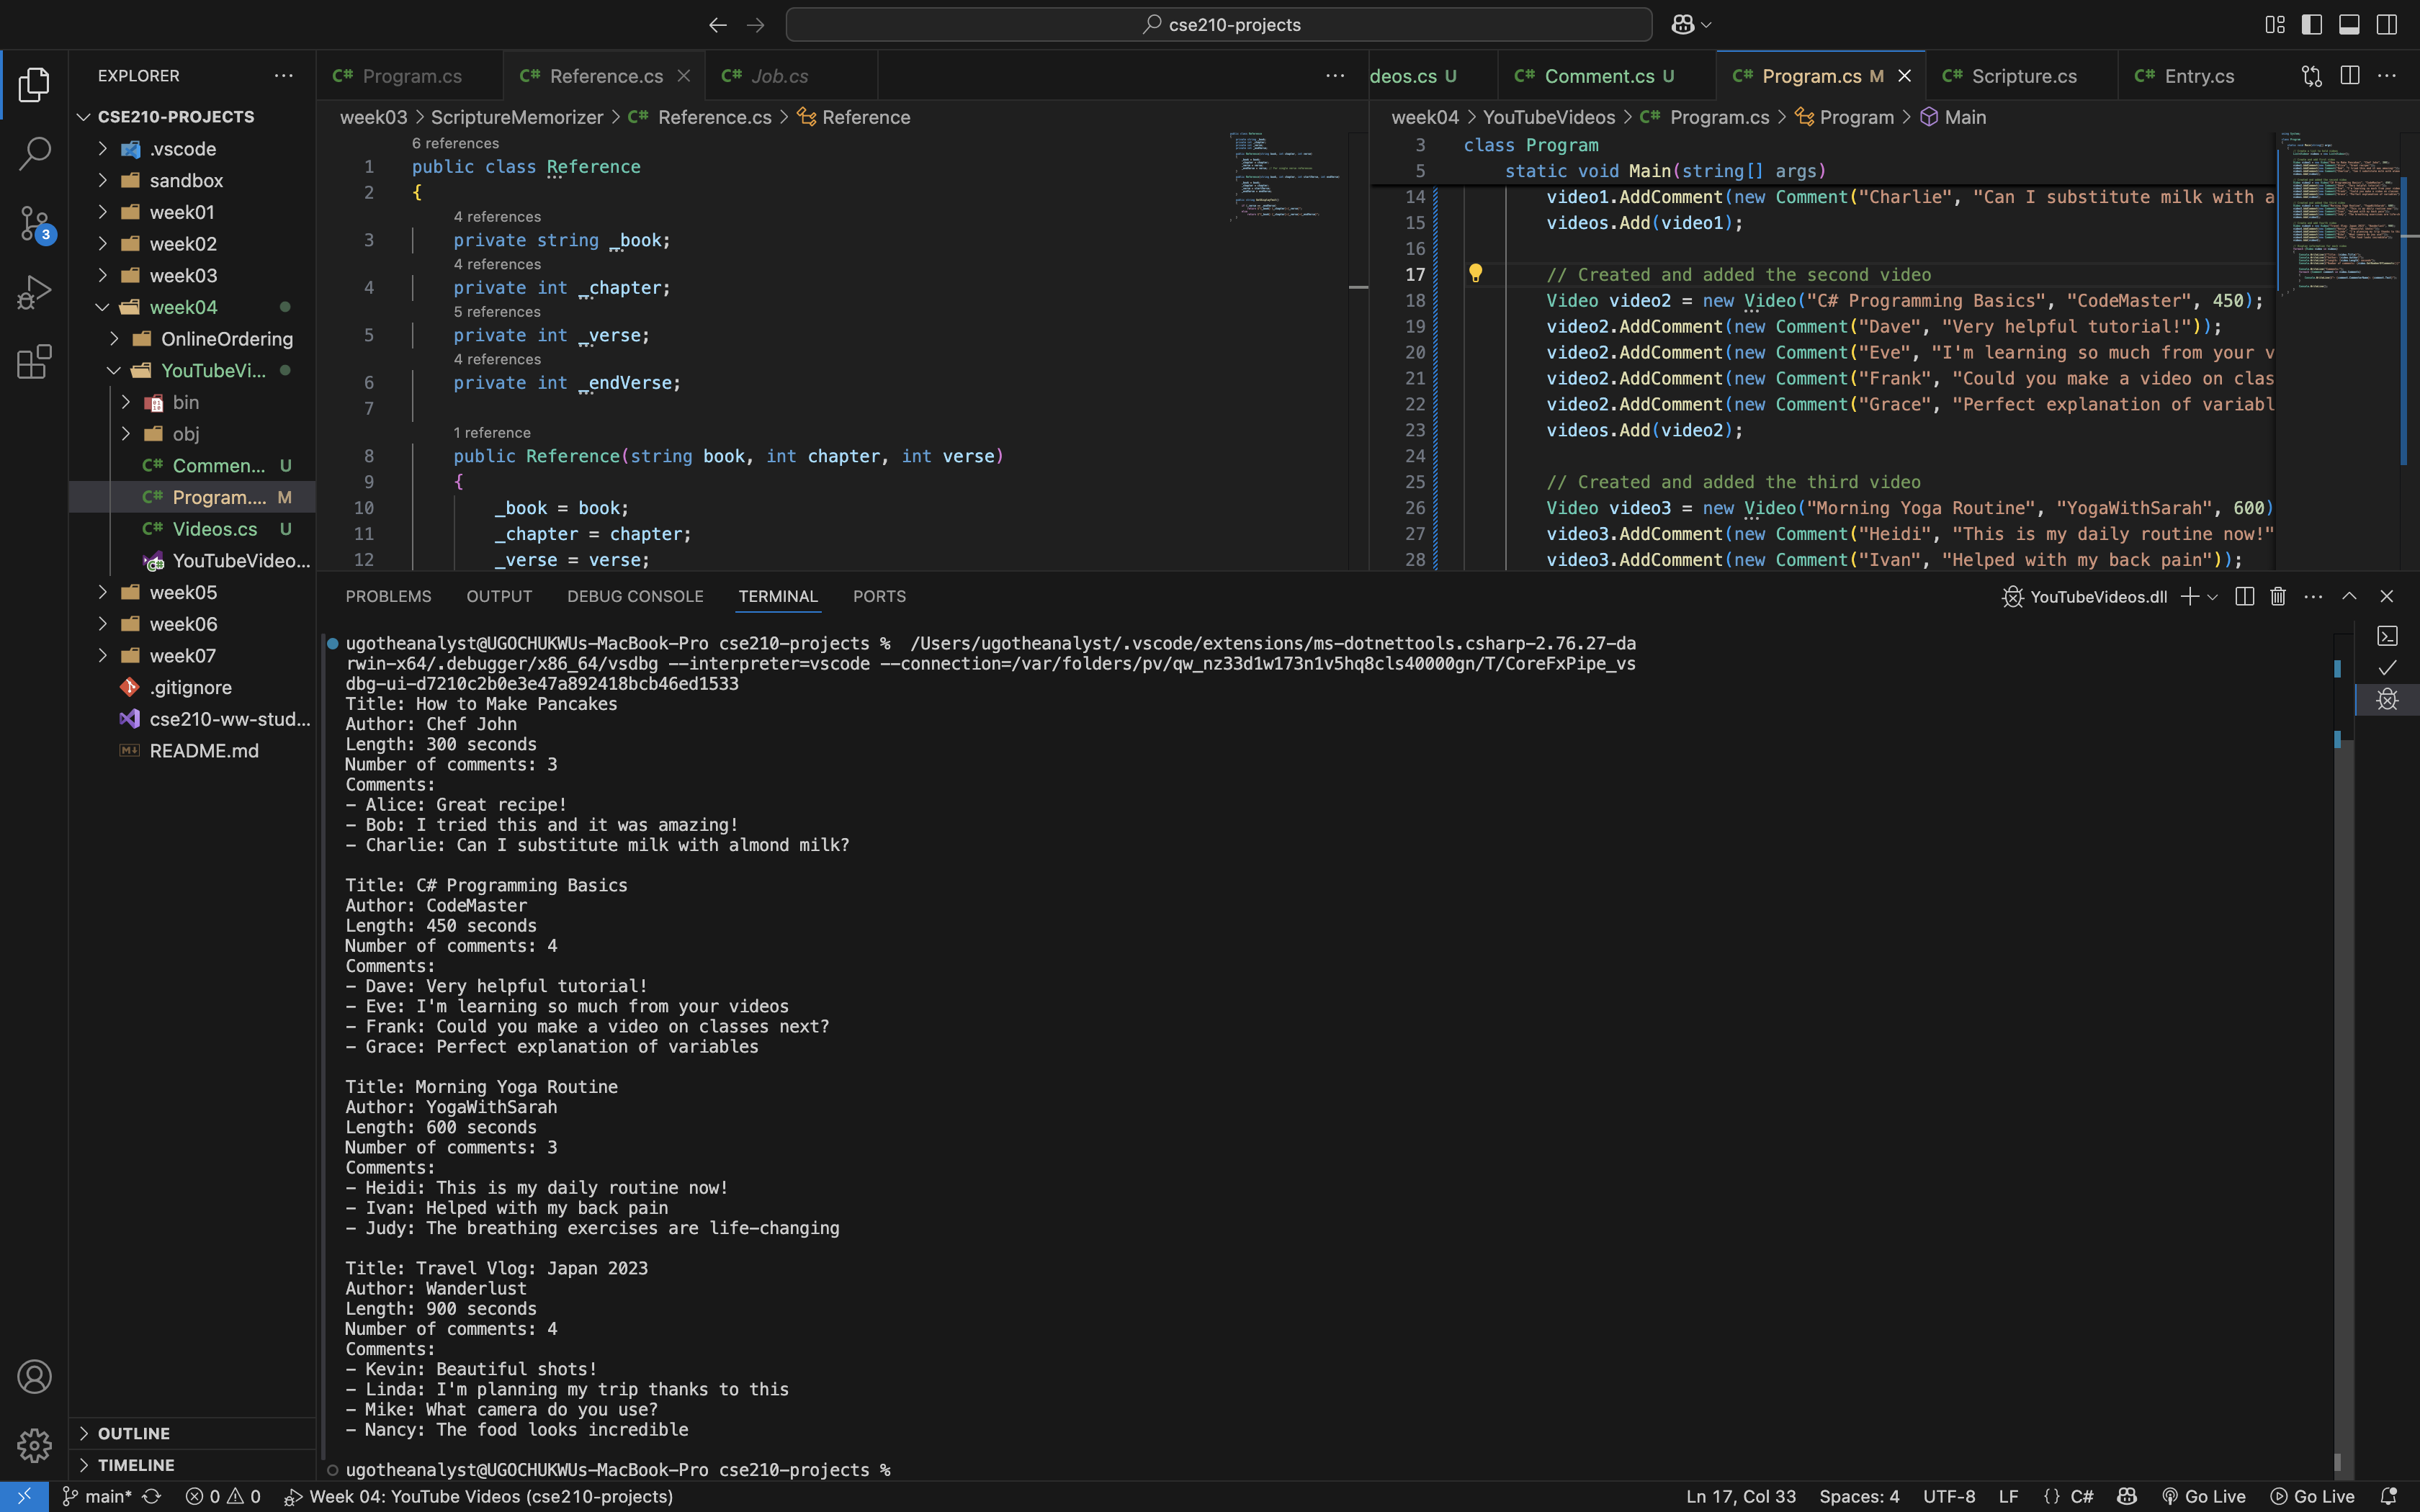 cse210-projects
EXPLORER
CSE210-PROJECTS
.vscode
sandbox
week01
week02
week03
week04
OnlineOrdering
YouTubeVi...
bin
obj
C# Commen... U
C# Program.... M
C# Videos.cs U
YouTubeVideo...
week05
week06
week07
.gitignore
cse210-ww-stud...
README.md
OUTLINE
TIMELINE
C# Program.cs
C# Reference.cs
C# Job.cs
week03 > ScriptureMemorizer > C# Reference.cs > Reference
6 references
1 public class Reference
2 {
4 references
3 private string _book;
4 references
4 private int _chapter;
5 references
5 private int _verse;
4 references
6 private int _endVerse;
7
1 reference
8 public Reference(string book, int chapter, int verse)
9 {
10 _book = book;
11 _chapter = chapter;
12 _verse = verse;
deos.cs U
C# Comment.cs U
C# Program.cs M
C# Scripture.cs
C# Entry.cs
week04 > YouTubeVideos > C# Program.cs > Program > Main
3 class Program
5 static void Main(string[] args)
14 video1.AddComment(new Comment("Charlie", "Can I substitute milk with a
15 videos.Add(video1);
16
17 // Created and added the second video
18 Video video2 = new Video("C# Programming Basics", "CodeMaster", 450);
19 video2.AddComment(new Comment("Dave", "Very helpful tutorial!"));
20 video2.AddComment(new Comment("Eve", "I'm learning so much from your v
21 video2.AddComment(new Comment("Frank", "Could you make a video on clas
22 video2.AddComment(new Comment("Grace", "Perfect explanation of variabl
23 videos.Add(video2);
24
25 // Created and added the third video
26 Video video3 = new Video("Morning Yoga Routine", "YogaWithSarah", 600)
27 video3.AddComment(new Comment("Heidi", "This is my daily routine now!"
28 video3.AddComment(new Comment("Ivan", "Helped with my back pain"));
PROBLEMS OUTPUT DEBUG CONSOLE TERMINAL PORTS
YouTubeVideos.dll
ugotheanalyst@UGOCHUKWUs-MacBook-Pro cse210-projects % /Users/ugotheanalyst/.vscode/extensions/ms-dotnettools.csharp-2.76.27-da
rwin-x64/.debugger/x86_64/vsdbg --interpreter=vscode --connection=/var/folders/pv/qw_nz33d1w173n1v5hq8cls40000gn/T/CoreFxPipe_vs
dbg-ui-d7210c2b0e3e47a892418bcb46ed1533
Title: How to Make Pancakes
Author: Chef John
Length: 300 seconds
Number of comments: 3
Comments:
- Alice: Great recipe!
- Bob: I tried this and it was amazing!
- Charlie: Can I substitute milk with almond milk?
Title: C# Programming Basics
Author: CodeMaster
Length: 450 seconds
Number of comments: 4
Comments:
- Dave: Very helpful tutorial!
- Eve: I'm learning so much from your videos
- Frank: Could you make a video on classes next?
- Grace: Perfect explanation of variables
Title: Morning Yoga Routine
Author: YogaWithSarah
Length: 600 seconds
Number of comments: 3
Comments:
- Heidi: This is my daily routine now!
- Ivan: Helped with my back pain
- Judy: The breathing exercises are life-changing
Title: Travel Vlog: Japan 2023
Author: Wanderlust
Length: 900 seconds
Number of comments: 4
Comments:
- Kevin: Beautiful shots!
- Linda: I'm planning my trip thanks to this
- Mike: What camera do you use?
- Nancy: The food looks incredible
ugotheanalyst@UGOCHUKWUs-MacBook-Pro cse210-projects %
3
main* 0 0 Week 04: YouTube Videos (cse210-projects)
Ln 17, Col 33 Spaces: 4 UTF-8 LF {} C# Go Live Go Live